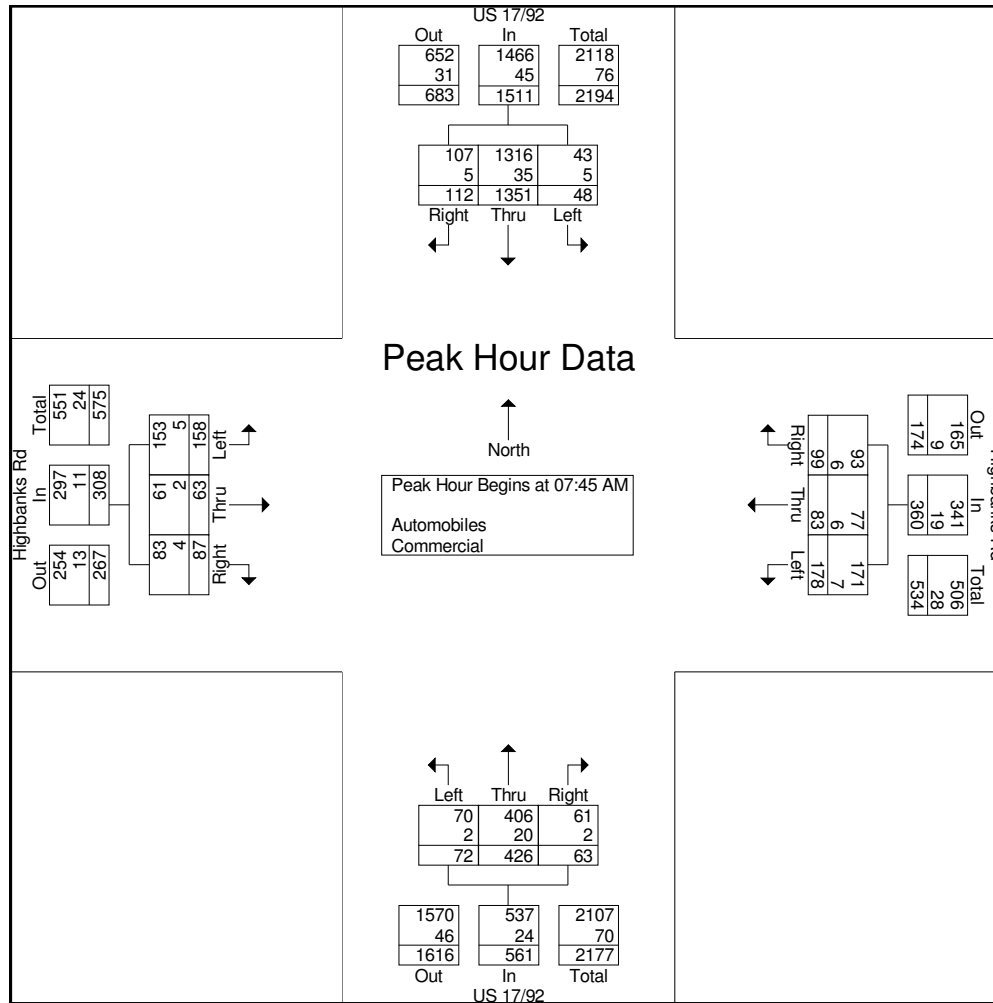 US 17/92
Out In Total
652 1466 2118
31 45 76
683 1511 2194
107 1316 43
5 35 5
112 1351 48
Right Thru Left
Peak Hour Data
North
Peak Hour Begins at 07:45 AM
Automobiles
Commercial
Highbanks Rd
Total In Out
551 297 254
24 11 13
575 308 267
153 61 83
5 2 4
158 63 87
Left Thru Right
Right Thru Left
99 83 178
6 6 7
93 77 171
174 360 534
9 19 28
165 341 506
Out In Total
Left Thru Right
70 406 61
2 20 2
72 426 63
1570 537 2107
46 24 70
1616 561 2177
Out In Total
US 17/92